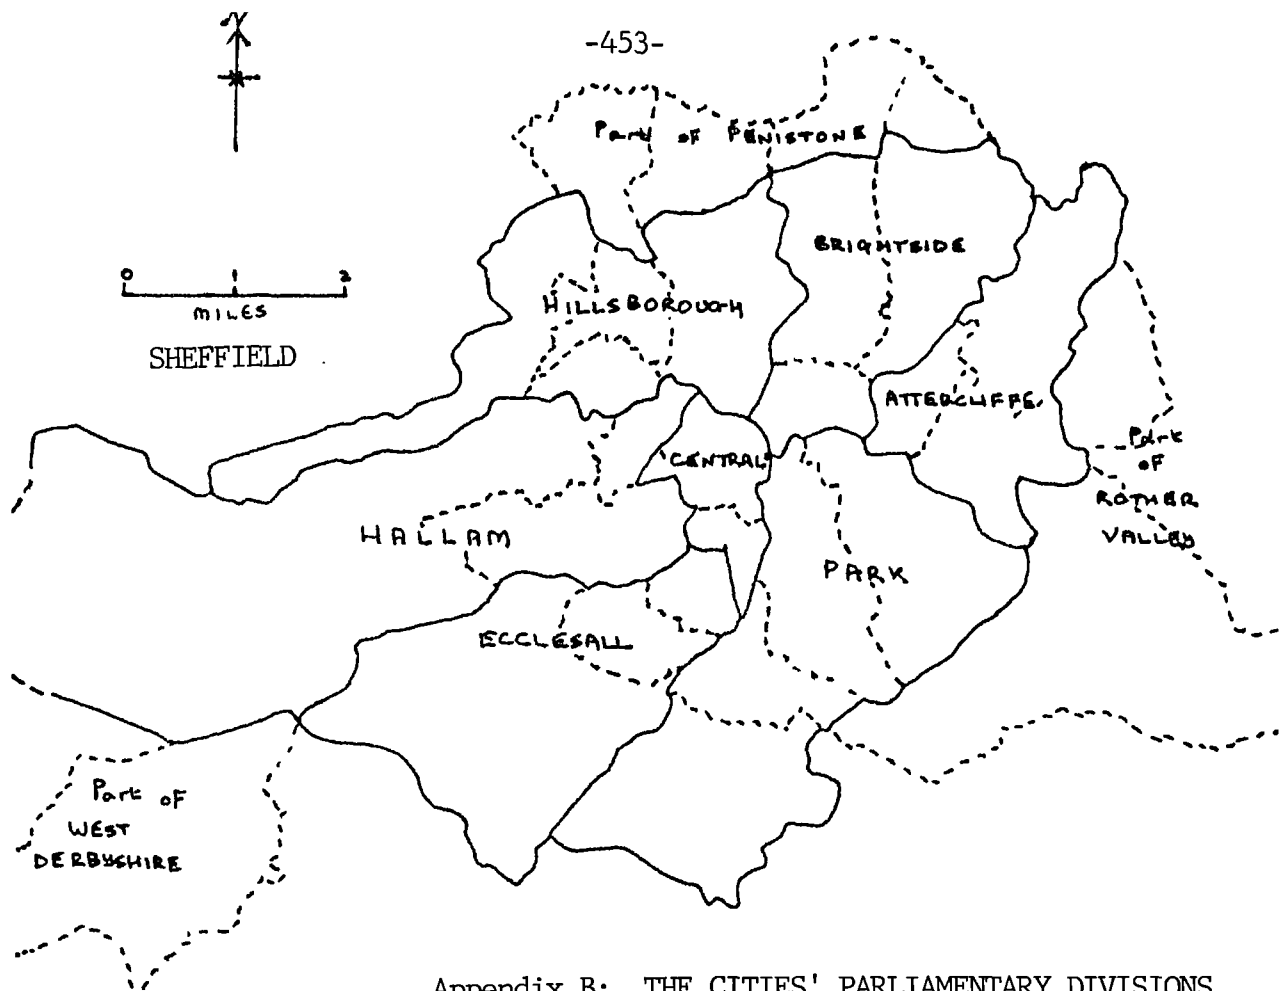 N
-453-
Part of PENISTONE
BRIGHTSIDE
0 1 2
MILES
HILLSBOROUGH
SHEFFIELD
ATTERCLIFFE
Part
OF
ROTHER
VALLEY
CENTRAL
HALLAM
PARK
ECCLESALL
Part of
WEST
DERBYSHIRE
Appendix B: THE CITIES' PARLIAMENTARY DIVISIONS